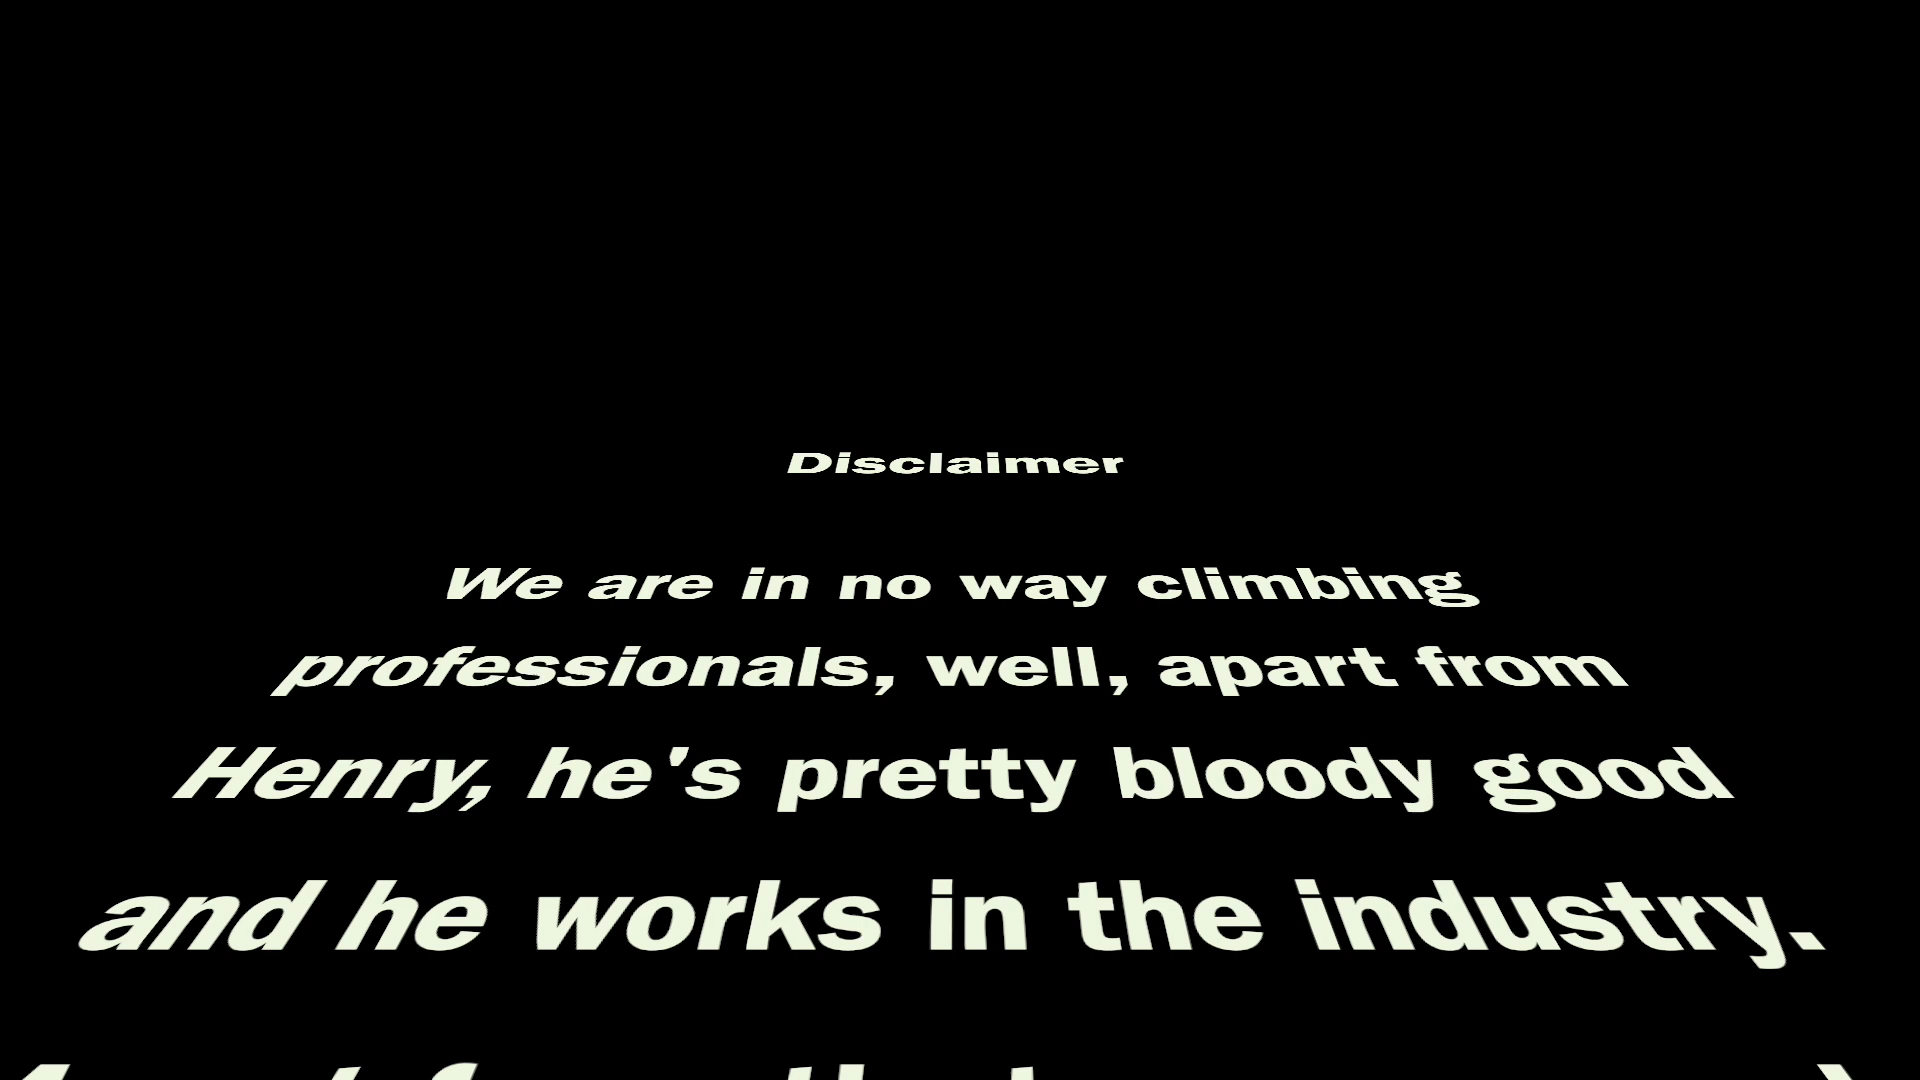 Disclaimer
We are in no way climbing
professionals, well, apart from
Henry, he's pretty bloody good
and he works in the industry.